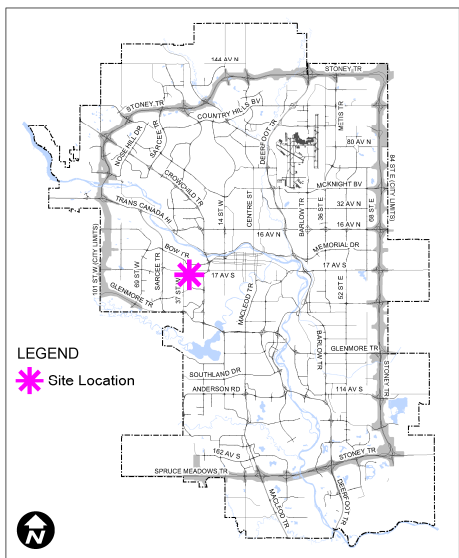 144 AV N
STONEY TR
STONEY TR
COUNTRY HILLS BV
NOSE HILL DR
SARCEE TR
DEERFOOT TR
METIS TR
80 AV N
84 ST E (CITY LIMITS)
CROWCHILD TR
MCKNIGHT BV
TRANS CANADA HI
14 ST W
CENTRE ST
BARLOW TR
36 ST E
32 AV N
68 ST E
16 AV N
16 AV N
101 ST W (CITY LIMITS)
BOW TR
MEMORIAL DR
69 ST W
SARCEE TR
37 ST W
17 AV S
17 AV S
GLENMORE TR
MACLEOD TR
52 ST E
BARLOW TR
GLENMORE TR
LEGEND
Site Location
SOUTHLAND DR
ANDERSON RD
114 AV S
STONEY TR
162 AV S
STONEY TR
SPRUCE MEADOWS TR
MACLEOD TR
DEERFOOT TR
N